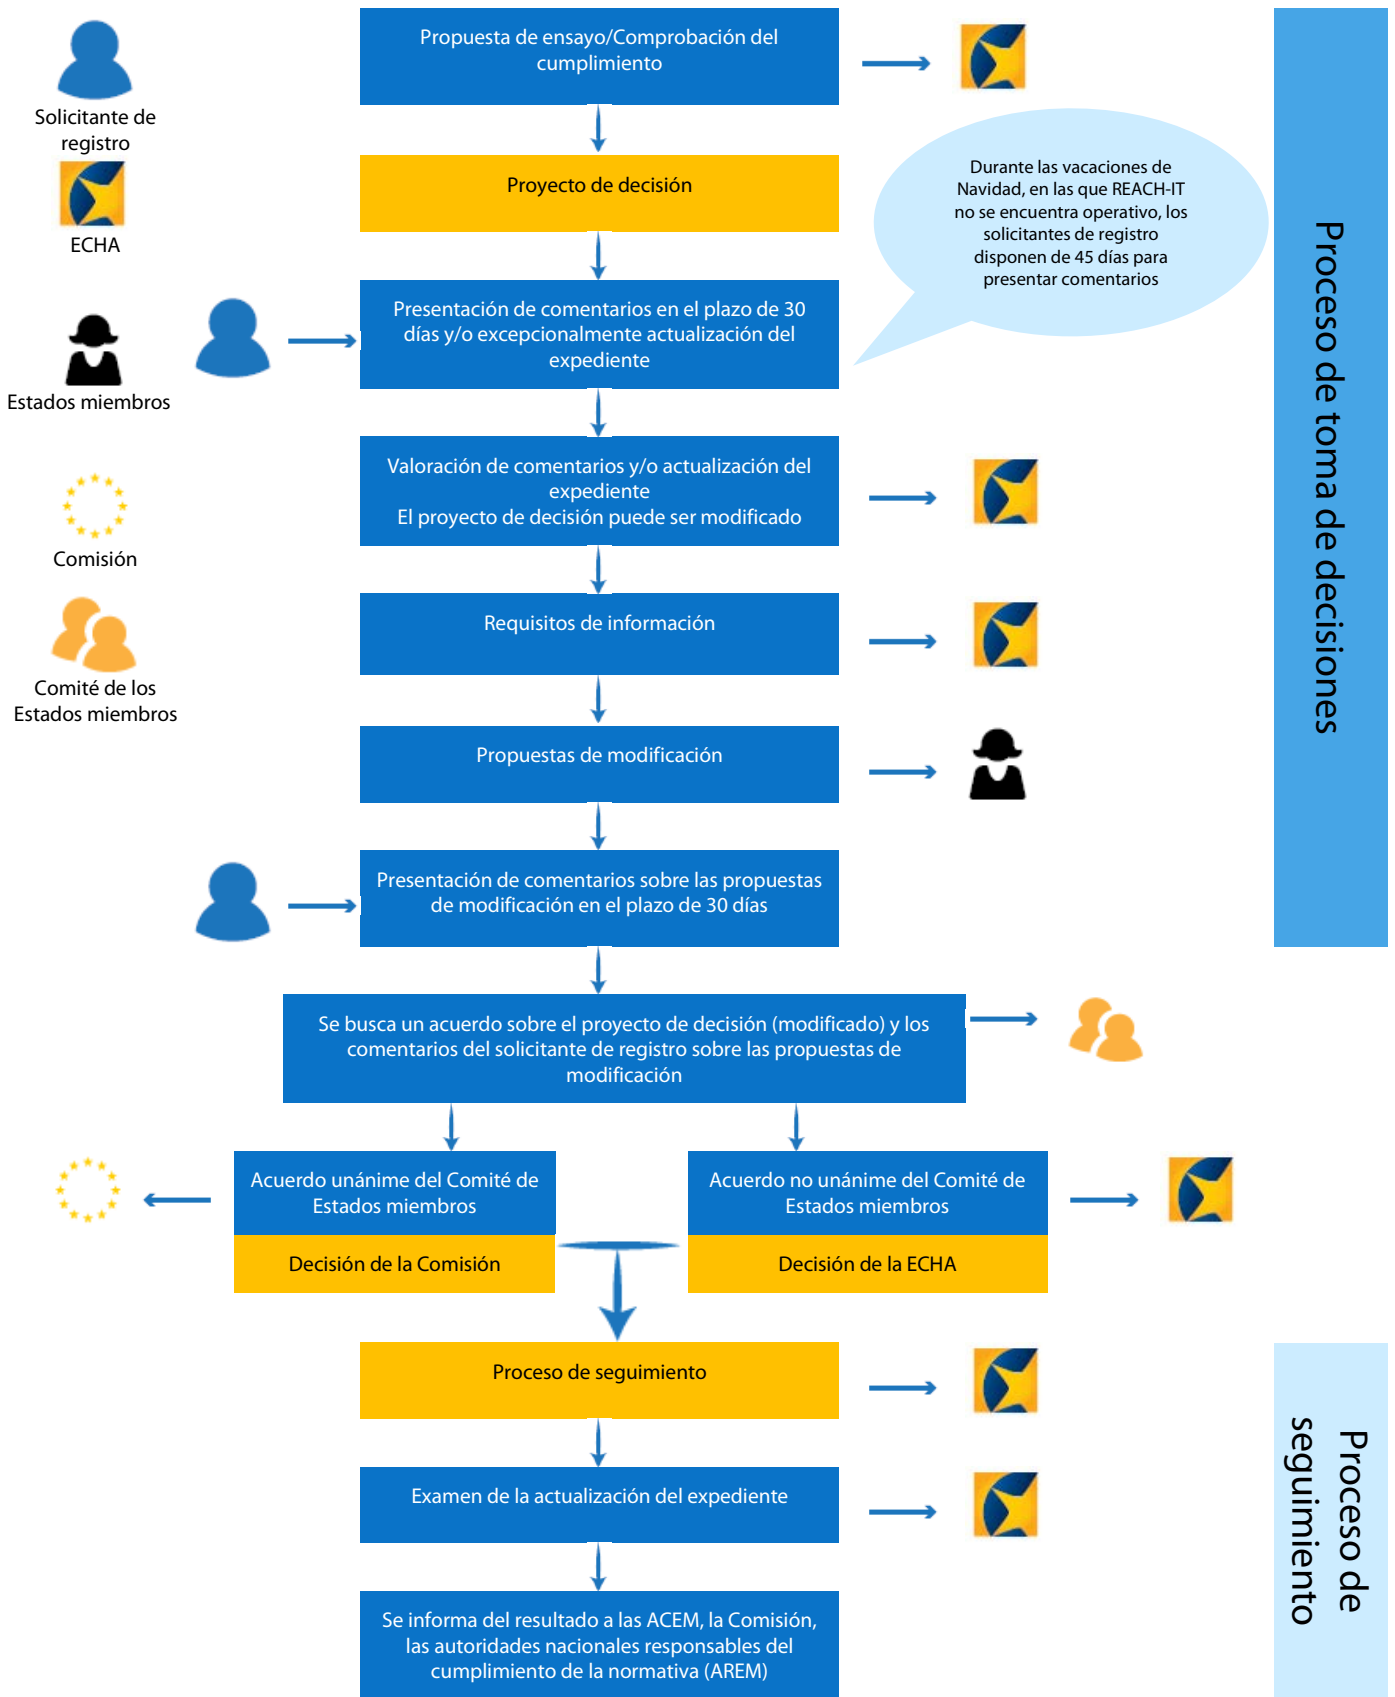 Propuesta de ensayo/Comprobación del
cumplimiento
Solicitante de
registro
ECHA
Estados miembros
Comisión
Comité de los
Estados miembros
Proyecto de decisión
Durante las vacaciones de
Navidad, en las que REACH-IT
no se encuentra operativo, los
solicitantes de registro
disponen de 45 días para
presentar comentarios
Presentación de comentarios en el plazo de 30
días y/o excepcionalmente actualización del
expediente
Valoración de comentarios y/o actualización del
expediente
El proyecto de decisión puede ser modificado
Requisitos de información
Propuestas de modificación
Presentación de comentarios sobre las propuestas
de modificación en el plazo de 30 días
Se busca un acuerdo sobre el proyecto de decisión (modificado) y los
comentarios del solicitante de registro sobre las propuestas de
modificación
Acuerdo unánime del Comité de
Estados miembros
Decisión de la Comisión
Acuerdo no unánime del Comité de
Estados miembros
Decisión de la ECHA
Proceso de seguimiento
Examen de la actualización del expediente
Se informa del resultado a las ACEM, la Comisión,
las autoridades nacionales responsables del
cumplimiento de la normativa (AREM)
Proceso de toma de decisiones
Proceso de
seguimiento